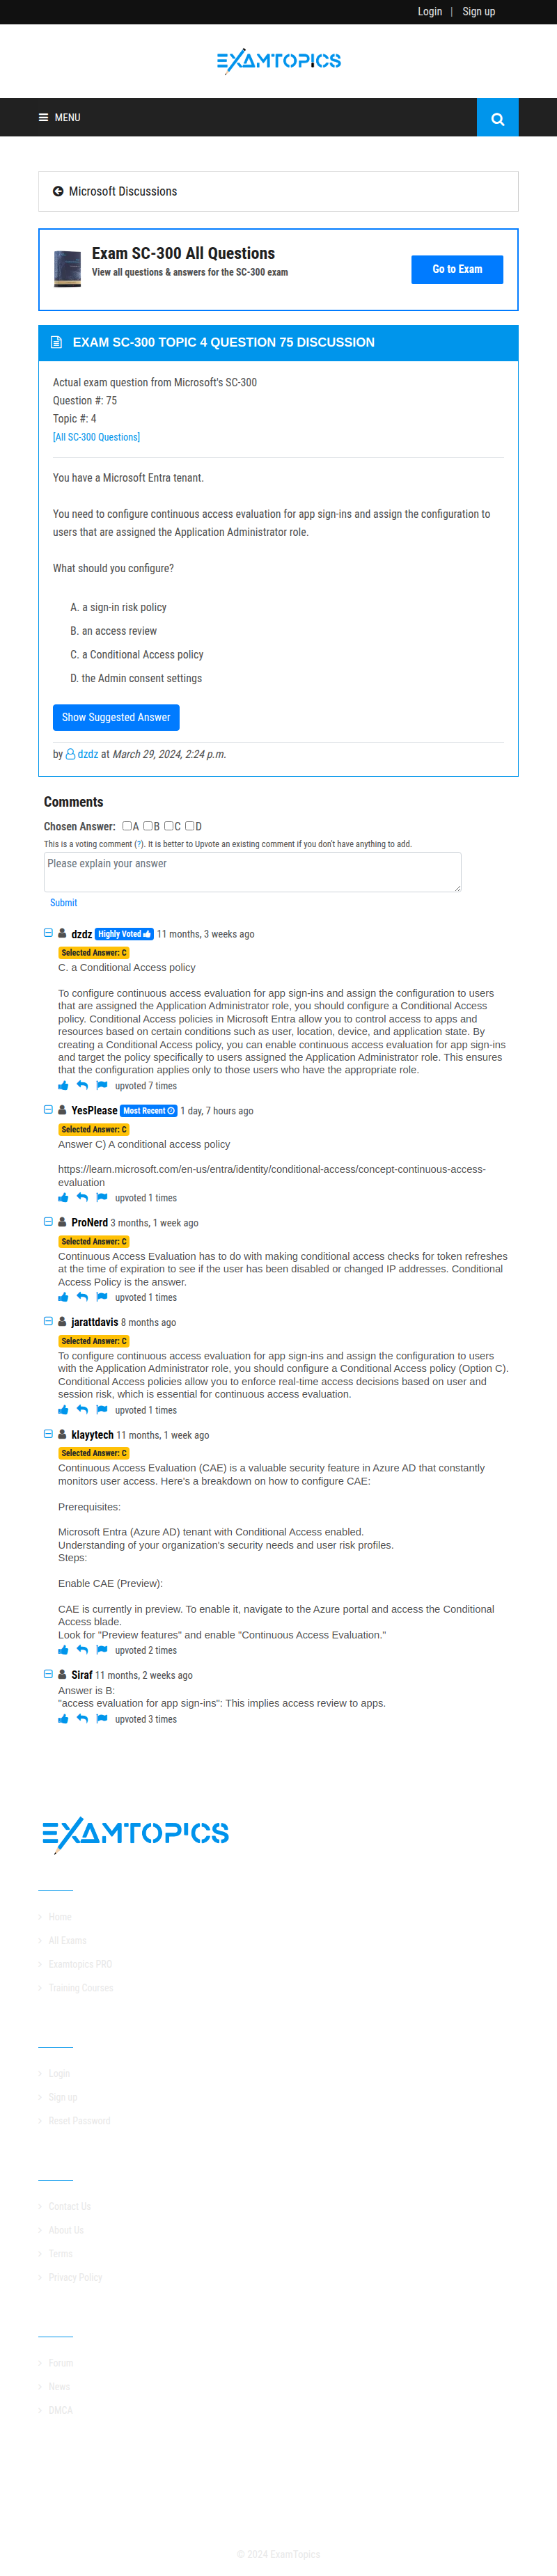 Login | Sign up
EXAMTOPICS
MENU
Microsoft Discussions
Exam SC-300 All Questions
View all questions & answers for the SC-300 exam
Go to Exam
EXAM SC-300 TOPIC 4 QUESTION 75 DISCUSSION
Actual exam question from Microsoft's SC-300
Question #: 75
Topic #: 4
[All SC-300 Questions]
You have a Microsoft Entra tenant.
You need to configure continuous access evaluation for app sign-ins and assign the configuration to
users that are assigned the Application Administrator role.
What should you configure?
A. a sign-in risk policy
B. an access review
C. a Conditional Access policy
D. the Admin consent settings
Show Suggested Answer
by dzdz at March 29, 2024, 2:24 p.m.
Comments
Chosen Answer: A B C D
This is a voting comment (?). It is better to Upvote an existing comment if you don't have anything to add.
Please explain your answer
Submit
dzdz Highly Voted 11 months, 3 weeks ago
Selected Answer: C
C. a Conditional Access policy
To configure continuous access evaluation for app sign-ins and assign the configuration to users
that are assigned the Application Administrator role, you should configure a Conditional Access
policy. Conditional Access policies in Microsoft Entra allow you to control access to apps and
resources based on certain conditions such as user, location, device, and application state. By
creating a Conditional Access policy, you can enable continuous access evaluation for app sign-ins
and target the policy specifically to users assigned the Application Administrator role. This ensures
that the configuration applies only to those users who have the appropriate role.
upvoted 7 times
YesPlease Most Recent 1 day, 7 hours ago
Selected Answer: C
Answer C) A conditional access policy
https://learn.microsoft.com/en-us/entra/identity/conditional-access/concept-continuous-access-
evaluation
upvoted 1 times
ProNerd 3 months, 1 week ago
Selected Answer: C
Continuous Access Evaluation has to do with making conditional access checks for token refreshes
at the time of expiration to see if the user has been disabled or changed IP addresses. Conditional
Access Policy is the answer.
upvoted 1 times
jarattdavis 8 months ago
Selected Answer: C
To configure continuous access evaluation for app sign-ins and assign the configuration to users
with the Application Administrator role, you should configure a Conditional Access policy (Option C).
Conditional Access policies allow you to enforce real-time access decisions based on user and
session risk, which is essential for continuous access evaluation.
upvoted 1 times
klayytech 11 months, 1 week ago
Selected Answer: C
Continuous Access Evaluation (CAE) is a valuable security feature in Azure AD that constantly
monitors user access. Here's a breakdown on how to configure CAE:
Prerequisites:
Microsoft Entra (Azure AD) tenant with Conditional Access enabled.
Understanding of your organization's security needs and user risk profiles.
Steps:
Enable CAE (Preview):
CAE is currently in preview. To enable it, navigate to the Azure portal and access the Conditional
Access blade.
Look for "Preview features" and enable "Continuous Access Evaluation."
upvoted 2 times
Siraf 11 months, 2 weeks ago
Answer is B:
"access evaluation for app sign-ins": This implies access review to apps.
upvoted 3 times
EXAMTOPICS
Home
All Exams
Examtopics PRO
Training Courses
Login
Sign up
Reset Password
Contact Us
About Us
Terms
Privacy Policy
Forum
News
DMCA
© 2024 ExamTopics